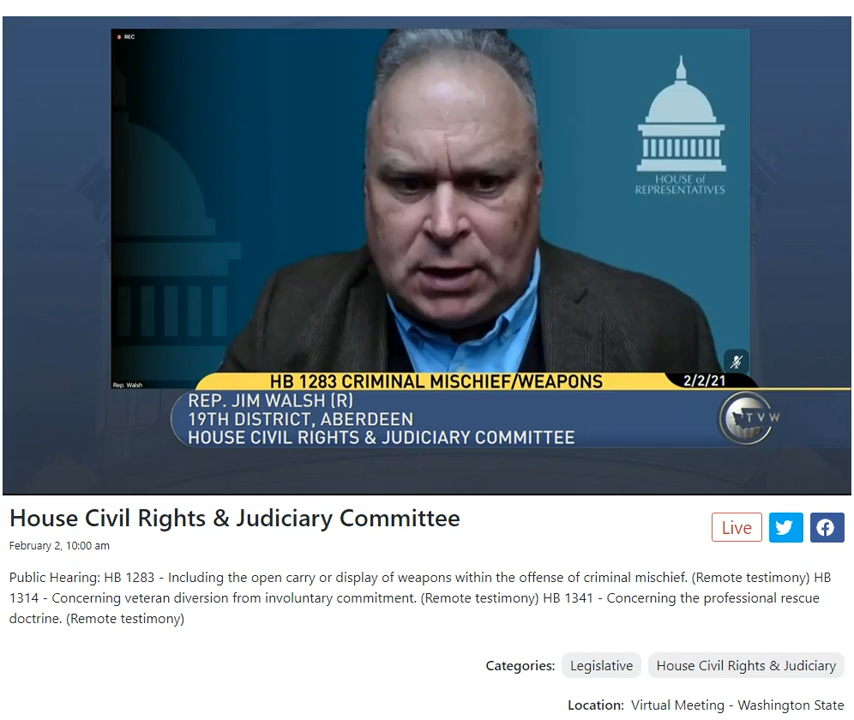 REC
HOUSE of
REPRESENTATIVES
Rep. Walsh
HB 1283 CRIMINAL MISCHIEF/WEAPONS
2/2/21
REP. JIM WALSH (R)
19TH DISTRICT, ABERDEEN
HOUSE CIVIL RIGHTS & JUDICIARY COMMITTEE
TVW
House Civil Rights & Judiciary Committee
Live
February 2, 10:00 am
Public Hearing: HB 1283 - Including the open carry or display of weapons within the offense of criminal mischief. (Remote testimony) HB
1314 - Concerning veteran diversion from involuntary commitment. (Remote testimony) HB 1341 - Concerning the professional rescue
doctrine. (Remote testimony)
Categories: Legislative House Civil Rights & Judiciary
Location: Virtual Meeting - Washington State